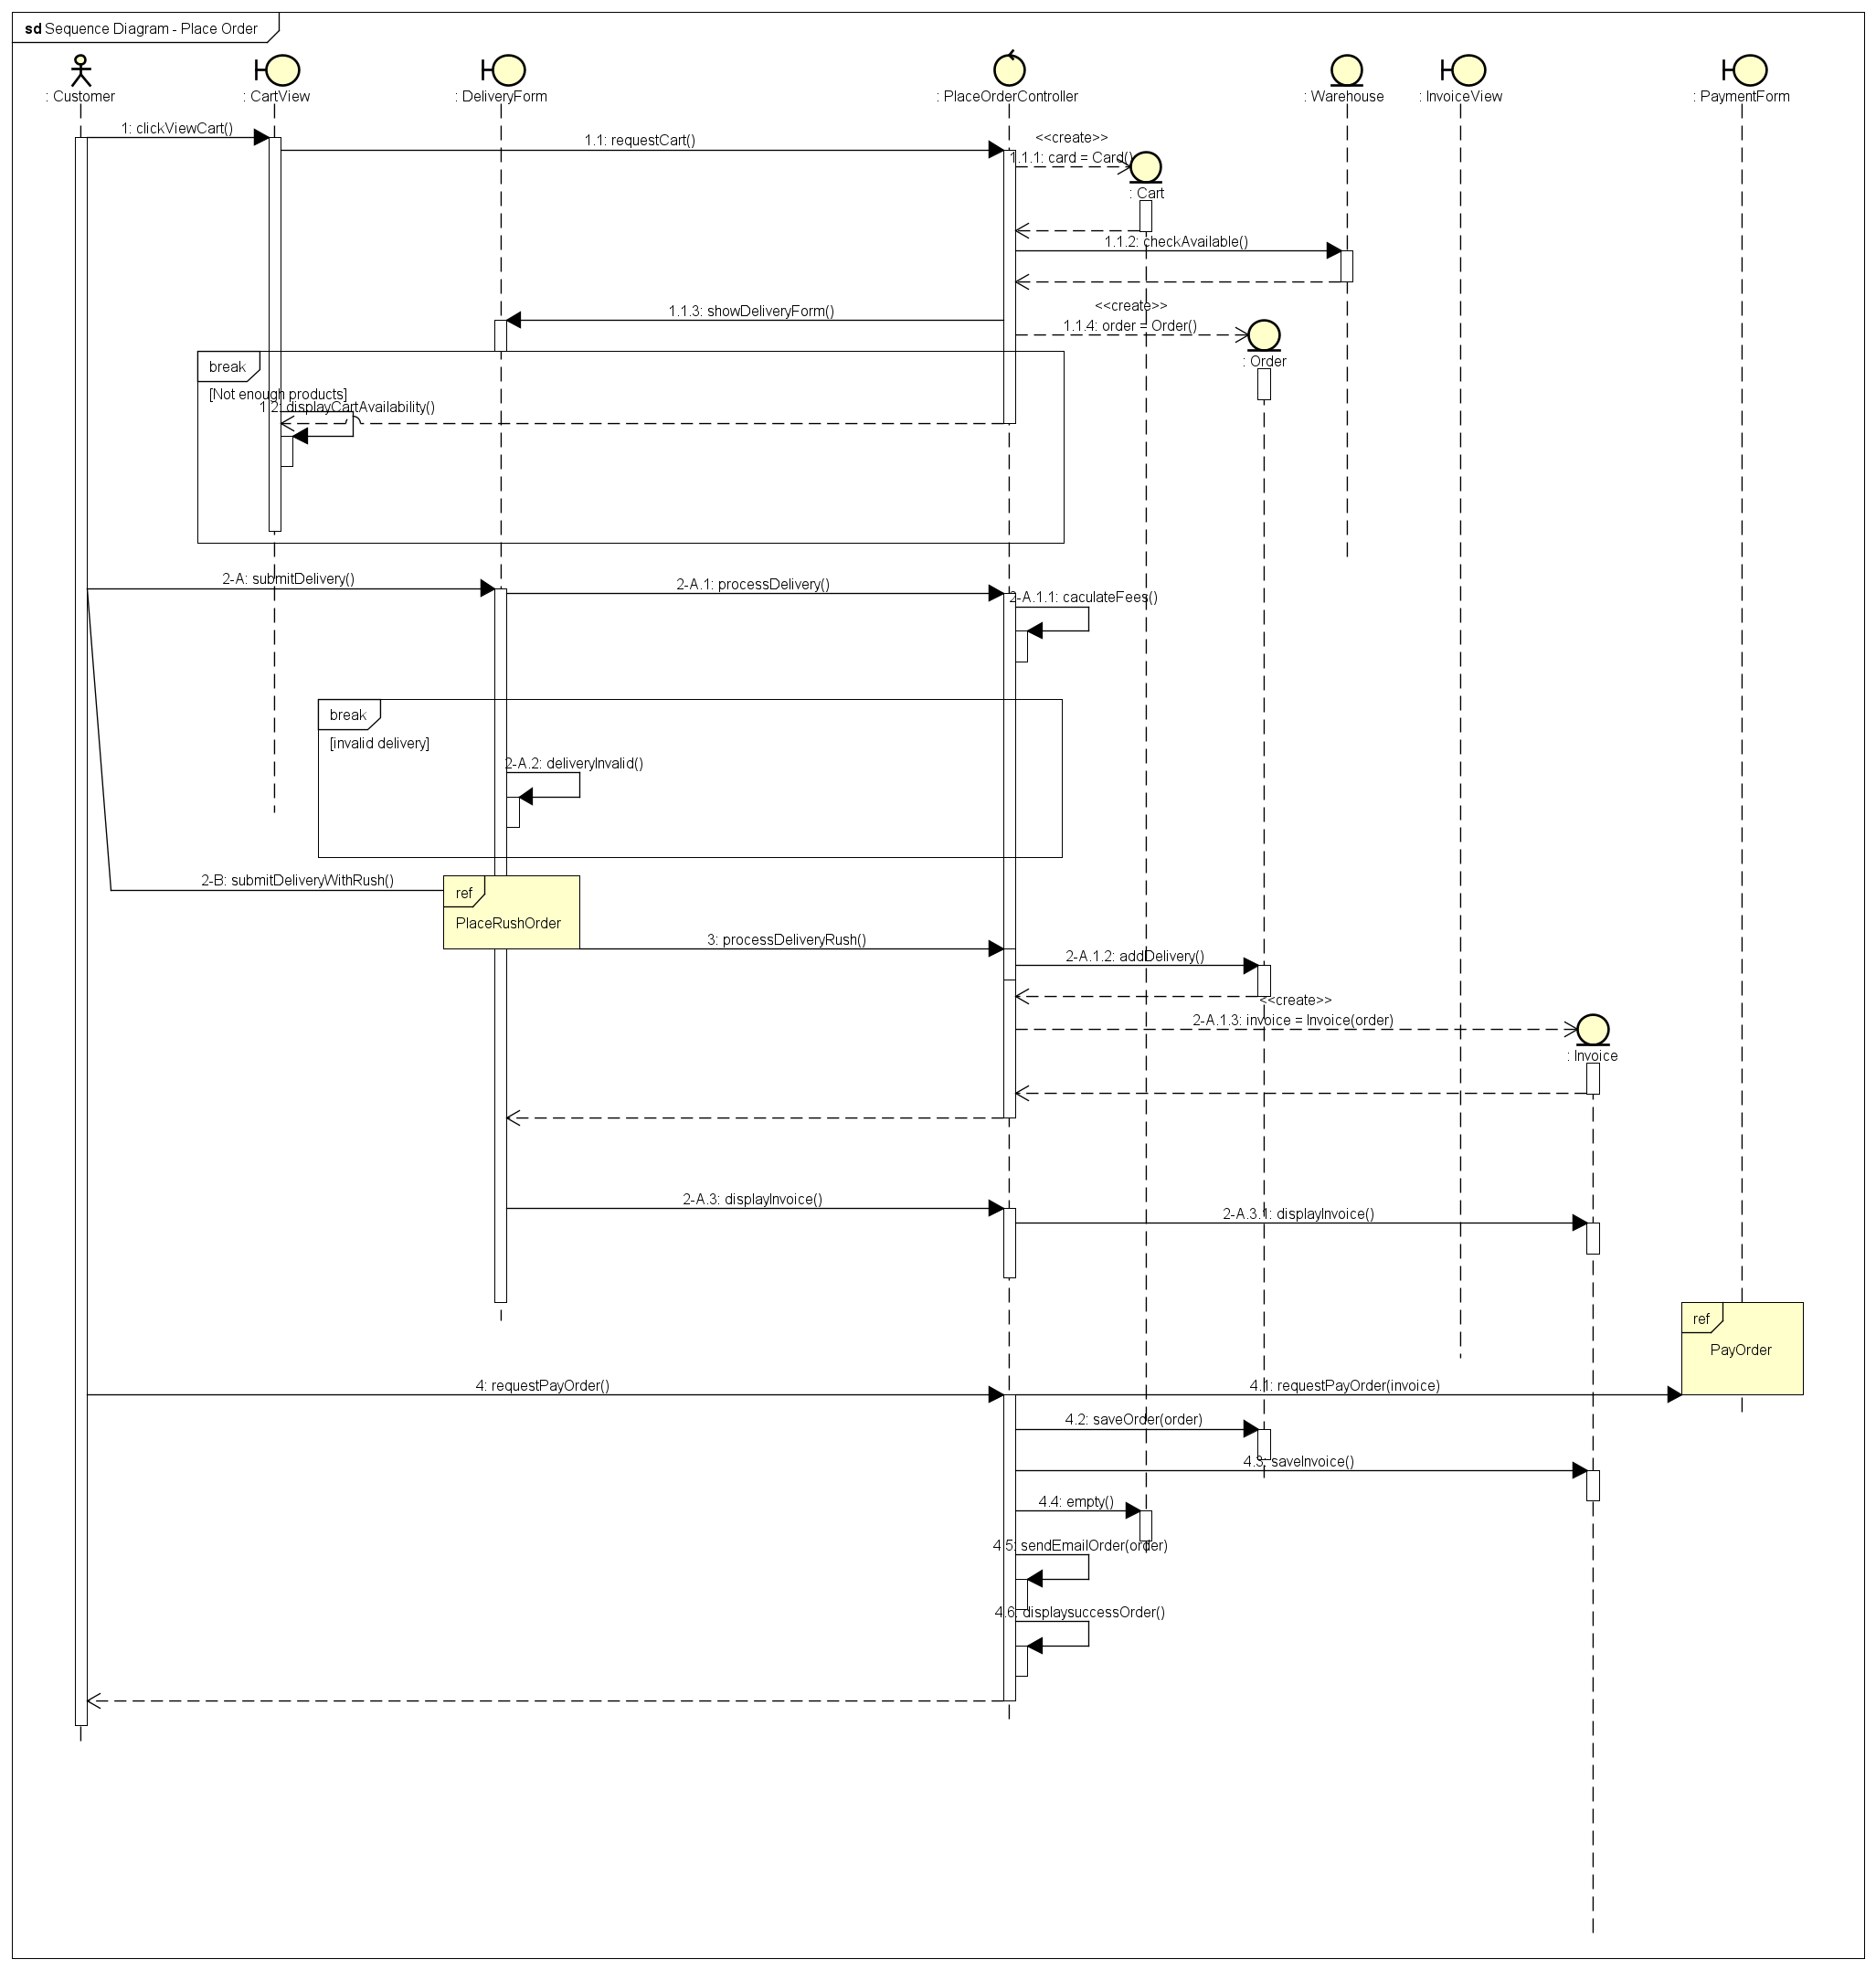 sd Sequence Diagram - Place Order
: Customer
: CartView
: DeliveryForm
: PlaceOrderController
: Warehouse
: InvoiceView
: PaymentForm
1: clickViewCart()
1.1: requestCart()
<<create>>
1.1.1: card = Card()
: Cart
1.1.2: checkAvailable()
1.1.3: showDeliveryForm()
<<create>>
1.1.4: order = Order()
: Order
break
[Not enough products]
1.2: displayCartAvailability()
2-A: submitDelivery()
2-A.1: processDelivery()
2-A.1.1: caculateFees()
break
[invalid delivery]
2-A.2: deliveryInvalid()
2-B: submitDeliveryWithRush()
ref
PlaceRushOrder
3: processDeliveryRush()
2-A.1.2: addDelivery()
<<create>>
2-A.1.3: invoice = Invoice(order)
: Invoice
2-A.3: displayInvoice()
2-A.3.1: displayInvoice()
ref
PayOrder
4: requestPayOrder()
4.1: requestPayOrder(invoice)
4.2: saveOrder(order)
4.3: saveInvoice()
4.4: empty()
4.5: sendEmailOrder(order)
4.6: displaysuccessOrder()